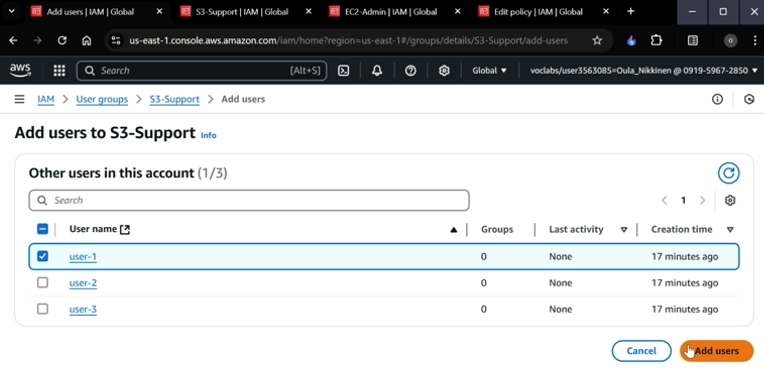 Add users | IAM | Global
S3-Support | IAM | Global
EC2-Admin | IAM | Global
Edit policy | IAM | Global
us-east-1.console.aws.amazon.com/iam/home?region=us-east-1#/groups/details/S3-Support/add-users
aws Search [Alt+S] Global voclabs/user3563085=Oula_Nikkinen @ 0919-5967-2850
IAM > User groups > S3-Support > Add users
Add users to S3-Support Info
Other users in this account (1/3)
Search
1
User name Groups Last activity Creation time
user-1 0 None 17 minutes ago
user-2 0 None 17 minutes ago
user-3 0 None 17 minutes ago
Cancel Add users